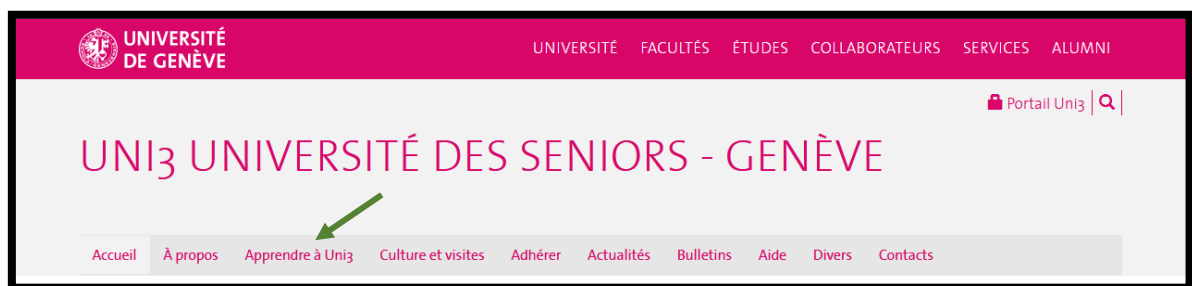 UNIVERSITÉ
DE GENÈVE
UNIVERSITÉ FACULTÉS ÉTUDES COLLABORATEURS SERVICES ALUMNI
Portail Uni3
UNI3 UNIVERSITÉ DES SENIORS - GENÈVE
Accueil À propos Apprendre à Uni3 Culture et visites Adhérer Actualités Bulletins Aide Divers Contacts